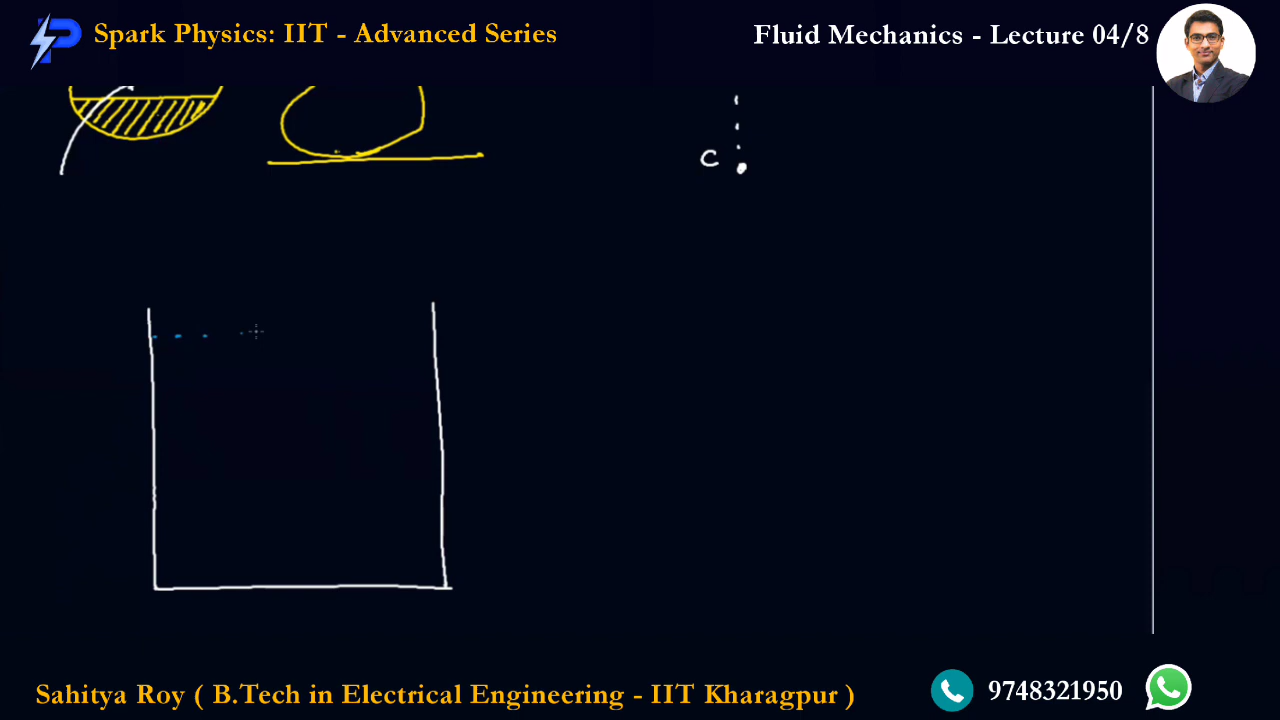 Spark Physics: IIT - Advanced Series
Fluid Mechanics - Lecture 04/8
C
Sahitya Roy ( B.Tech in Electrical Engineering - IIT Kharagpur )
9748321950